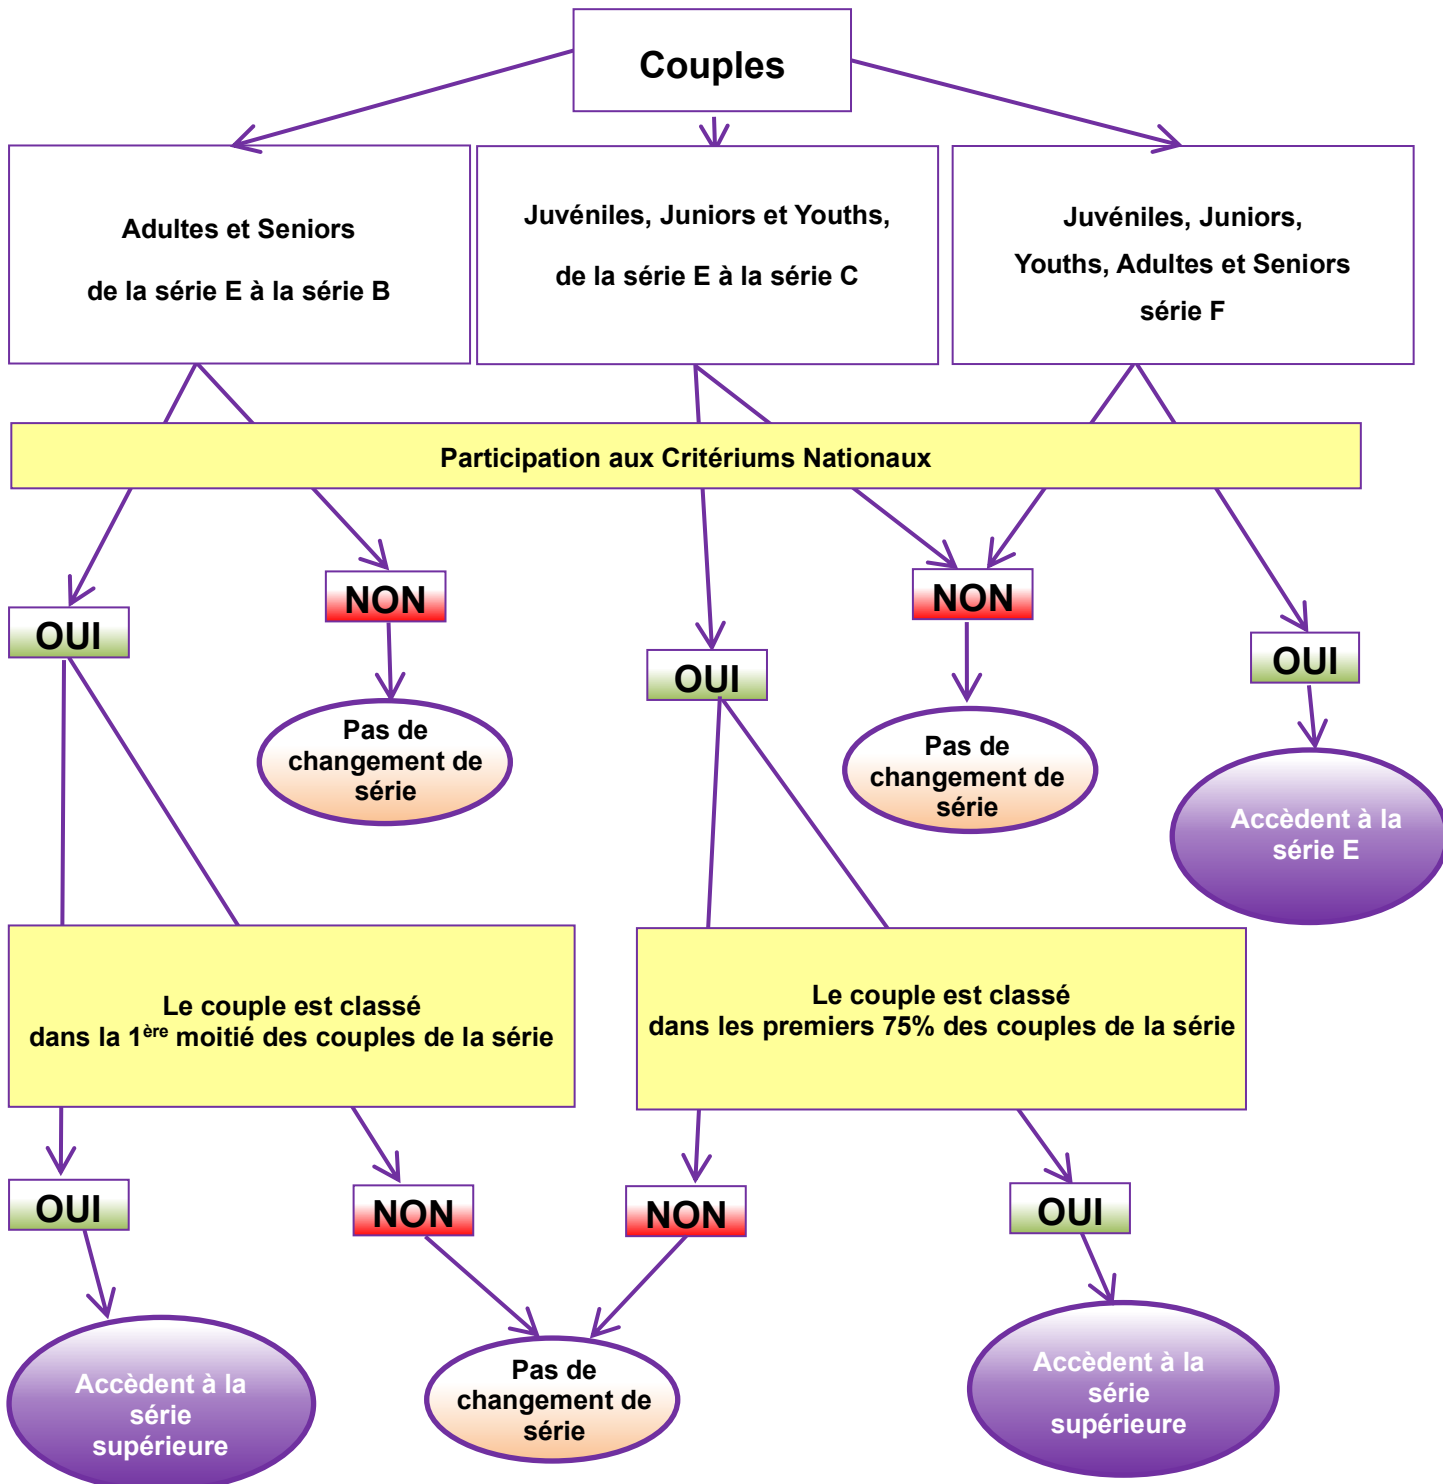 Couples
Adultes et Seniors
de la série E à la série B
Juvéniles, Juniors et Youths,
de la série E à la série C
Juvéniles, Juniors,
Youths, Adultes et Seniors
série F
Participation aux Critériums Nationaux
OUI
NON
OUI
NON
OUI
Pas de
changement de
série
Pas de
changement de
série
Accèdent à la
série E
Le couple est classé
dans la 1ère moitié des couples de la série
Le couple est classé
dans les premiers 75% des couples de la série
OUI
NON
NON
OUI
Accèdent à la
série
supérieure
Pas de
changement de
série
Accèdent à la
série
supérieure